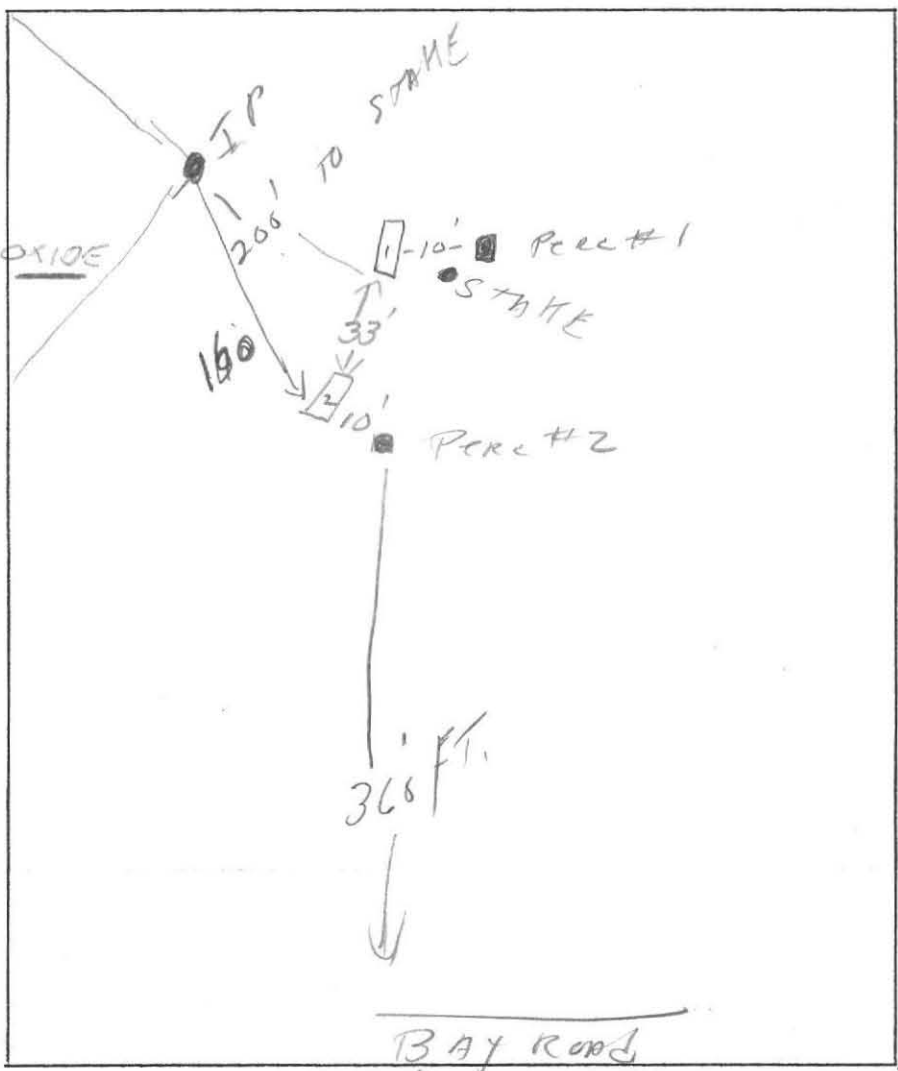 IP
200' TO STAKE
OXIDE
1 -10'- Perc #1
STAKE
33'
160
2
10'
Perc #2
360' FT.
BAY ROAD